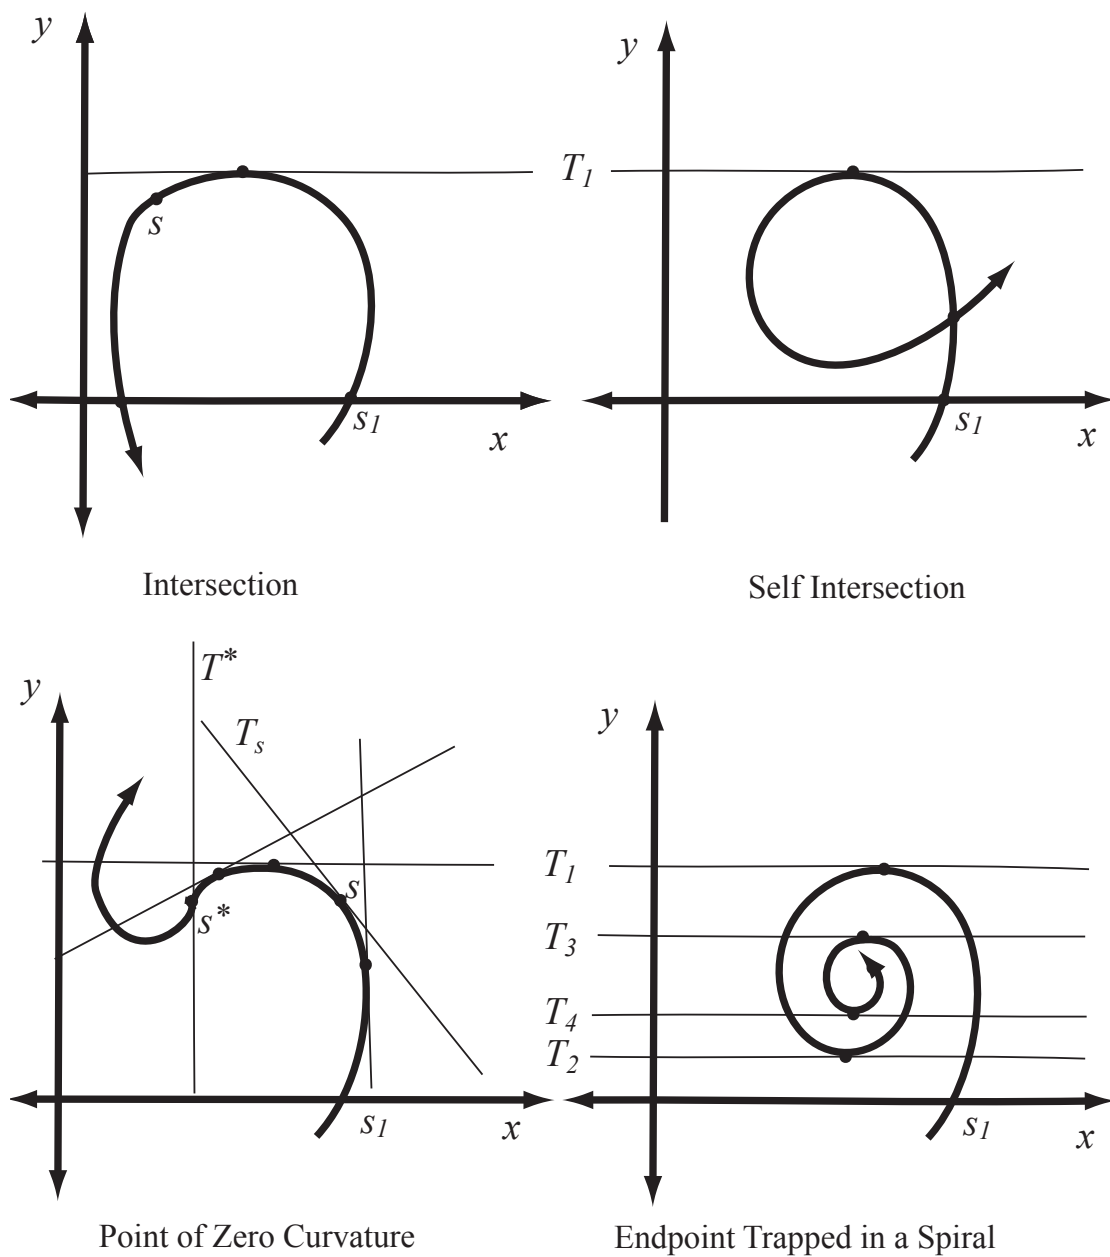 y
y
T1
s
s1
x
s1
x
Intersection
Self Intersection
T*
y
Ts
y
s
s*
T1
T3
T4
T2
s1
x
s1
x
Point of Zero Curvature
Endpoint Trapped in a Spiral